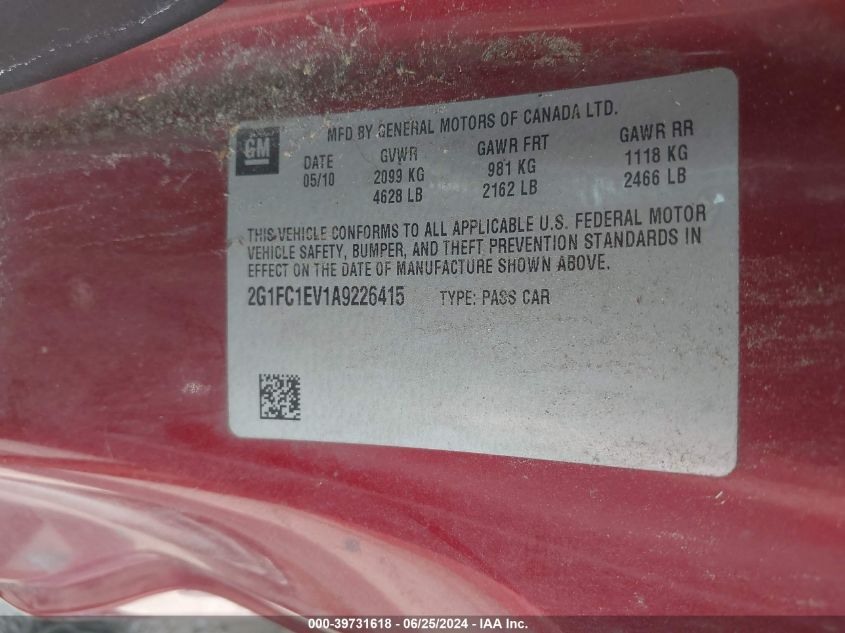 GM
MFD BY GENERAL MOTORS OF CANADA LTD.
DATE GVWR GAWR FRT GAWR RR
05/10 2099 KG 981 KG 1118 KG
4628 LB 2162 LB 2466 LB
THIS VEHICLE CONFORMS TO ALL APPLICABLE U.S. FEDERAL MOTOR
VEHICLE SAFETY, BUMPER, AND THEFT PREVENTION STANDARDS IN
EFFECT ON THE DATE OF MANUFACTURE SHOWN ABOVE.
2G1FC1EV1A9226415 TYPE: PASS CAR
000-39731618 - 06/25/2024 - IAA Inc.